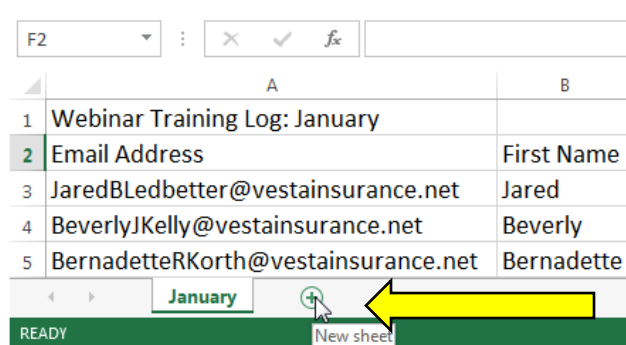 F2 fx
A B
1 Webinar Training Log: January
2 Email Address First Name
3 JaredBLedbetter@vestainsurance.net Jared
4 BeverlyJKelly@vestainsurance.net Beverly
5 BernadetteRKorth@vestainsurance.net Bernadette
January
READY New sheet